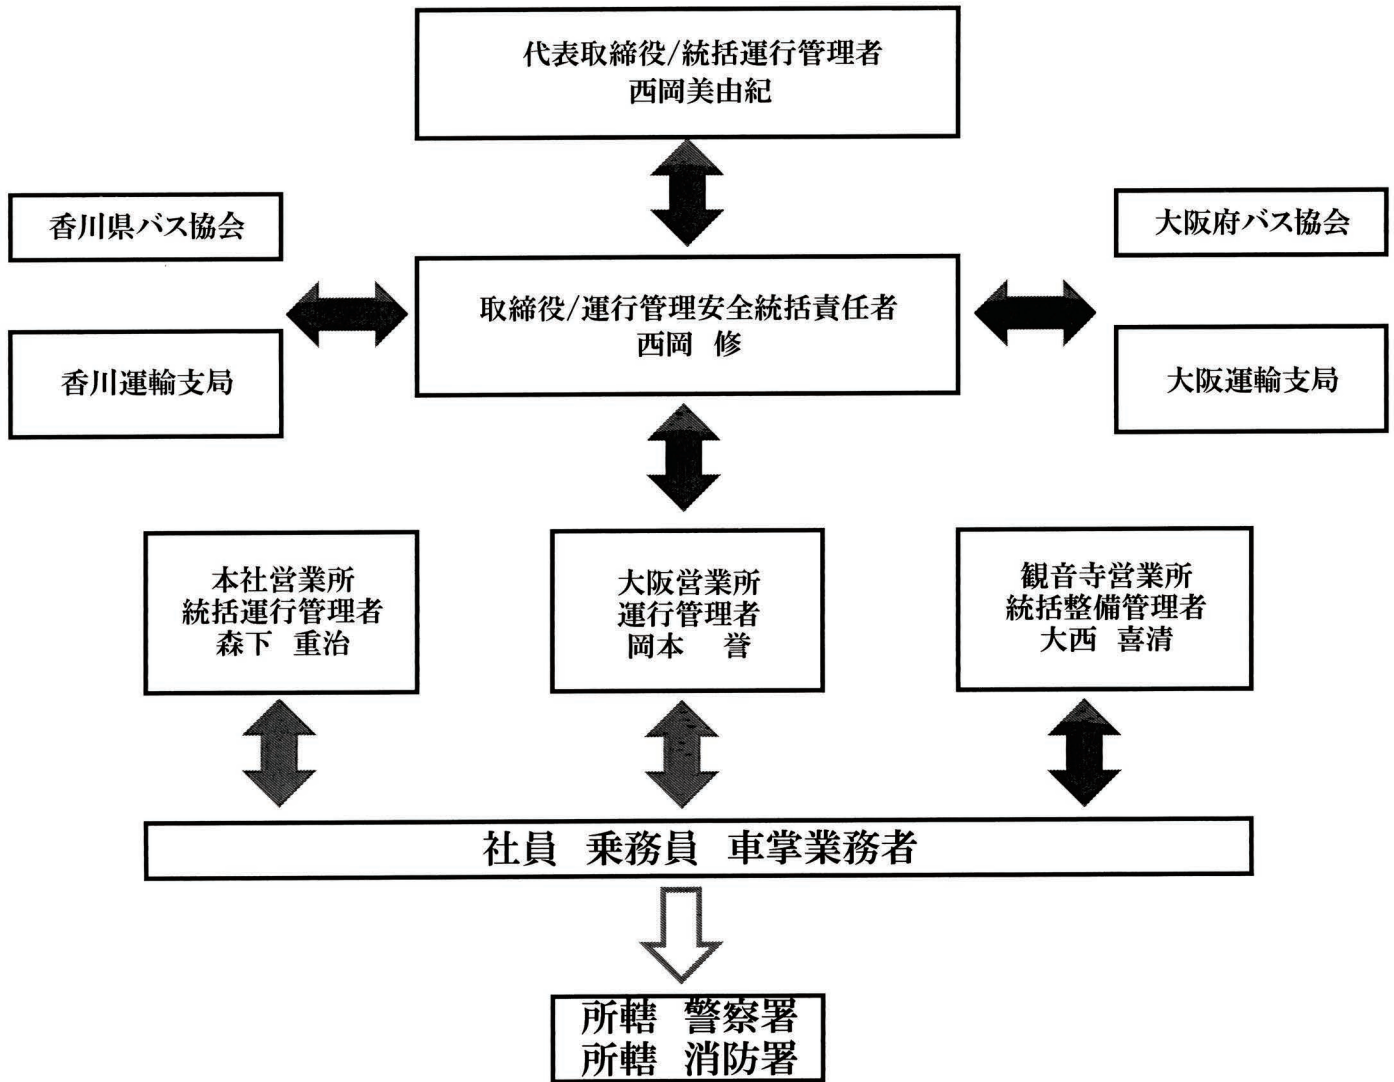 代表取締役/統括運行管理者
西岡美由紀
香川県バス協会
大阪府バス協会
取締役/運行管理安全統括責任者
西岡 修
香川運輸支局
大阪運輸支局
本社営業所
統括運行管理者
森下 重治
大阪営業所
運行管理者
岡本 誉
観音寺営業所
統括整備管理者
大西 喜清
社員 乗務員 車掌業務者
所轄 警察署
所轄 消防署